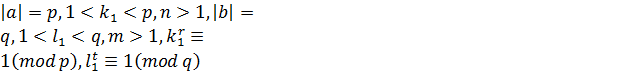 |a| = p, 1 < k₁ < p, n > 1, |b| =
q, 1 < l₁ < q, m > 1, k₁ʳ ≡
1(mod p), l₁ᵗ ≡ 1(mod q)